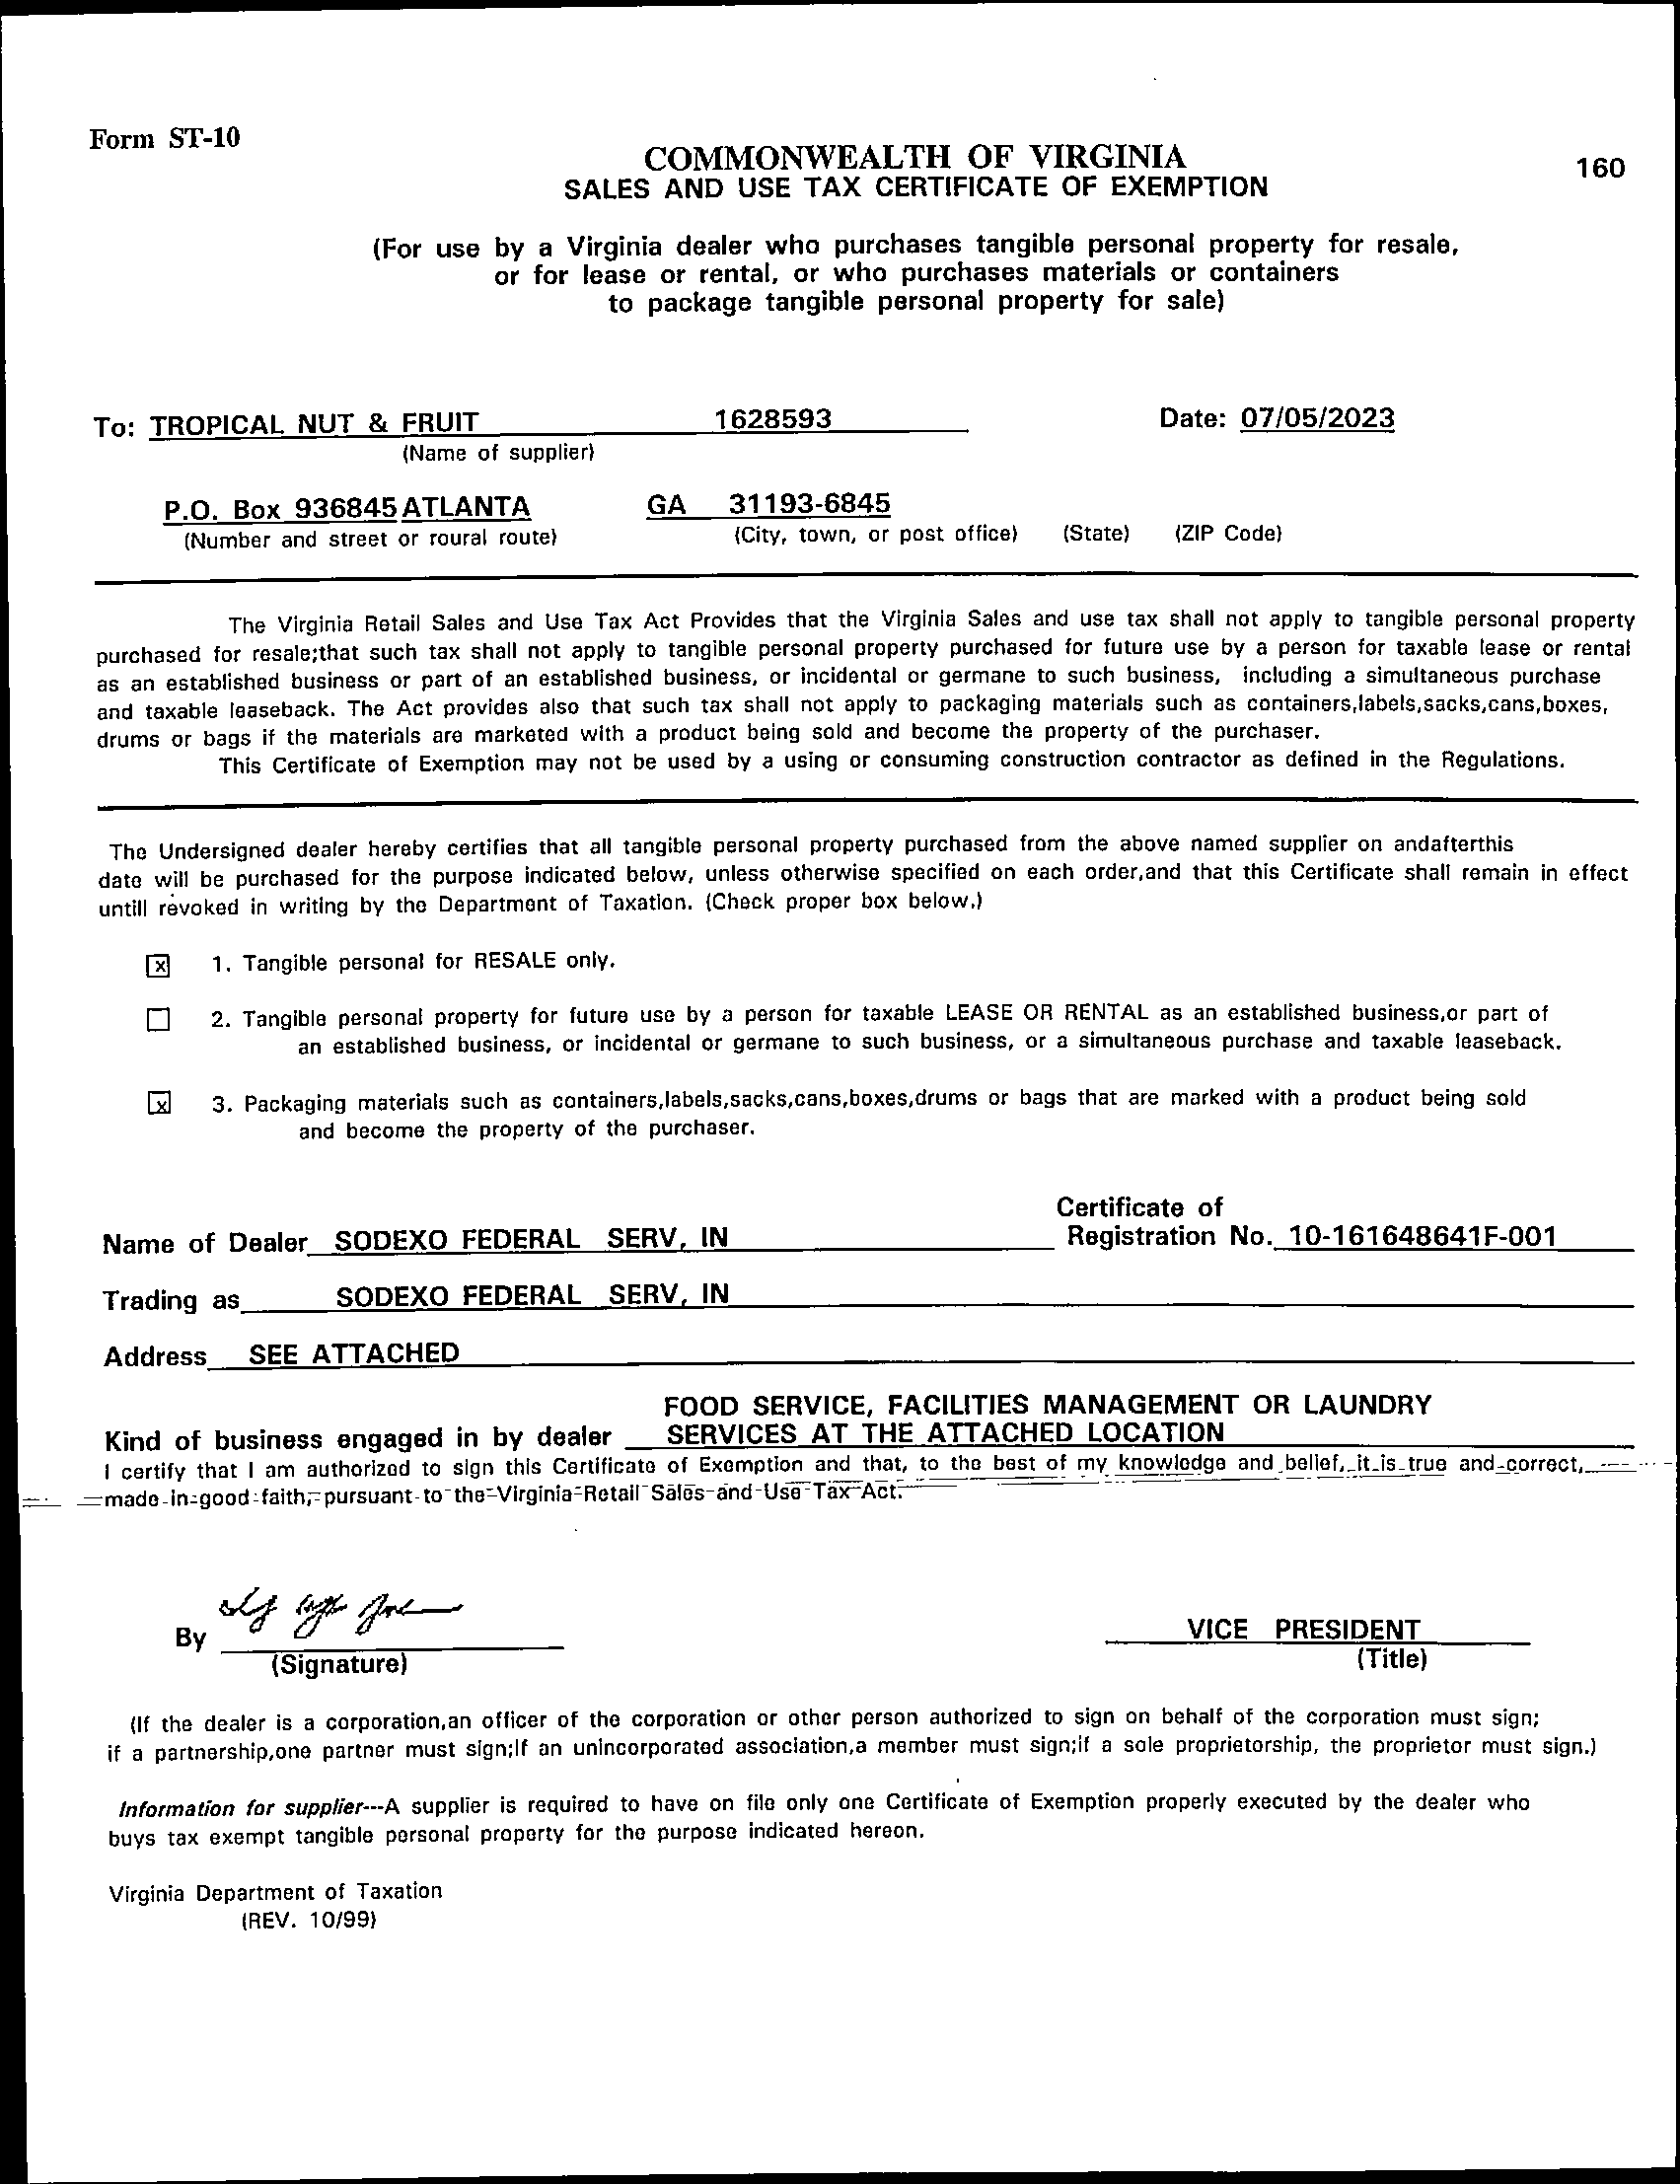 Form ST-10
COMMONWEALTH OF VIRGINIA
160
SALES AND USE TAX CERTIFICATE OF EXEMPTION
(For use by a Virginia dealer who purchases tangible personal property for resale,
or for lease or rental, or who purchases materials or containers
to package tangible personal property for sale)
To: TROPICAL NUT & FRUIT 1628593 Date: 07/05/2023
(Name of supplier)
P.O. Box 936845 ATLANTA GA 31193-6845
(Number and street or roural route) (City, town, or post office) (State) (ZIP Code)
The Virginia Retail Sales and Use Tax Act Provides that the Virginia Sales and use tax shall not apply to tangible personal property
purchased for resale;that such tax shall not apply to tangible personal property purchased for future use by a person for taxable lease or rental
as an established business or part of an established business, or incidental or germane to such business, including a simultaneous purchase
and taxable leaseback. The Act provides also that such tax shall not apply to packaging materials such as containers,labels,sacks,cans,boxes,
drums or bags if the materials are marketed with a product being sold and become the property of the purchaser.
This Certificate of Exemption may not be used by a using or consuming construction contractor as defined in the Regulations.
The Undersigned dealer hereby certifies that all tangible personal property purchased from the above named supplier on andafterthis
date will be purchased for the purpose indicated below, unless otherwise specified on each order,and that this Certificate shall remain in effect
untill revoked in writing by the Department of Taxation. (Check proper box below.)
x 1. Tangible personal for RESALE only.
2. Tangible personal property for future use by a person for taxable LEASE OR RENTAL as an established business,or part of
an established business, or incidental or germane to such business, or a simultaneous purchase and taxable leaseback.
x 3. Packaging materials such as containers,labels,sacks,cans,boxes,drums or bags that are marked with a product being sold
and become the property of the purchaser.
Certificate of
Name of Dealer SODEXO FEDERAL SERV, IN Registration No. 10-161648641F-001
Trading as SODEXO FEDERAL SERV, IN
Address SEE ATTACHED
FOOD SERVICE, FACILITIES MANAGEMENT OR LAUNDRY
Kind of business engaged in by dealer SERVICES AT THE ATTACHED LOCATION
I certify that I am authorized to sign this Certificate of Exemption and that, to the best of my knowledge and belief, it is true and correct,
made in good faith, pursuant to the Virginia Retail Sales and Use Tax Act.
By
VICE PRESIDENT
(Signature) (Title)
(If the dealer is a corporation,an officer of the corporation or other person authorized to sign on behalf of the corporation must sign;
if a partnership,one partner must sign;If an unincorporated association,a member must sign;if a sole proprietorship, the proprietor must sign.)
Information for supplier---A supplier is required to have on file only one Certificate of Exemption properly executed by the dealer who
buys tax exempt tangible personal property for the purpose indicated hereon.
Virginia Department of Taxation
(REV. 10/99)